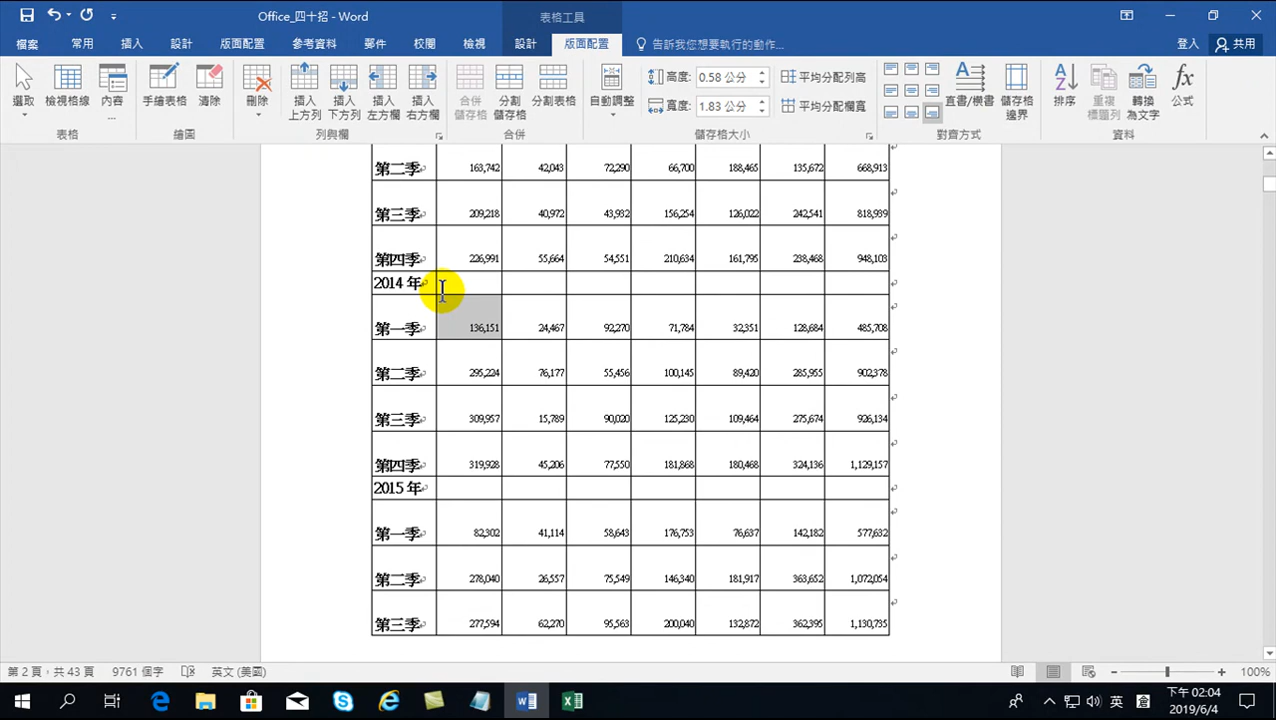 Office_四十招 - Word
表格工具
檔案 常用 插入 設計 版面配置 參考資料 郵件 校閱 檢視 設計 版面配置 告訴我您想要執行的動作... 登入 共用
選取 檢視格線 內容... 手繪表格 清除 刪除 插入上方列 插入下方列 插入左方欄 插入右方欄 合併儲存格 分割儲存格 分割表格 自動調整 高度: 0.58 公分 平均分配列高 直書/橫書 儲存格邊界 排序 重複標題列 轉換為文字 公式
寬度: 1.83 公分 平均分配欄寬
表格 繪圖 列與欄 合併 儲存格大小 對齊方式 資料
第二季 163,742 42,043 72,290 66,700 188,465 135,672 668,913
第三季 209,218 40,972 43,932 156,254 126,022 242,541 818,939
第四季 226,991 55,664 54,551 210,634 161,795 238,468 948,103
2014 年
第一季 136,151 24,467 92,270 71,784 32,351 128,684 485,708
第二季 295,224 76,177 55,456 100,145 89,420 285,955 902,378
第三季 309,957 15,789 90,020 125,230 109,464 275,674 926,134
第四季 319,928 45,206 77,550 181,868 180,468 324,136 1,129,157
2015 年
第一季 82,302 41,114 58,643 176,753 76,637 142,182 577,632
第二季 278,040 26,557 75,549 146,340 181,917 363,652 1,072,054
第三季 277,594 62,270 95,563 200,040 132,872 362,395 1,130,735
第 2 頁，共 43 頁 9761 個字 英文 (美國) 100%
英 倉 下午 02:04
2019/6/4